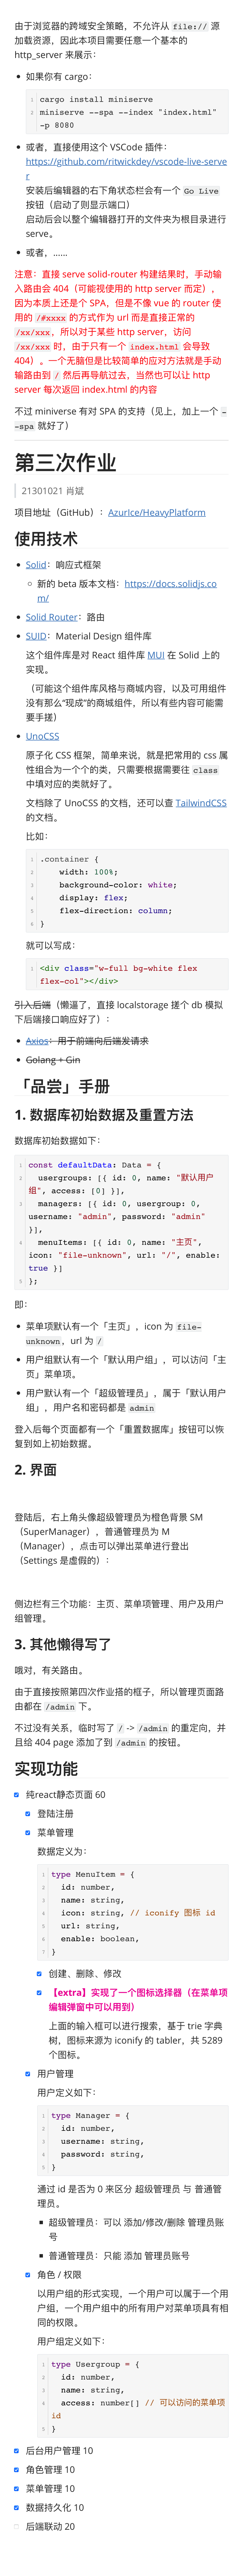 由于浏览器的跨域安全策略，不允许从 file:// 源
加载资源，因此本项目需要任意一个基本的
http_server 来展示：
如果你有 cargo：
1 cargo install miniserve
2 miniserve --spa --index "index.html"
-p 8080
或者，直接使用这个 VSCode 插件：
https://github.com/ritwickdey/vscode-live-serve
r
安装后编辑器的右下角状态栏会有一个 Go Live
按钮（启动了则显示端口）
启动后会以整个编辑器打开的文件夹为根目录进行
serve。
或者，......
注意：直接 serve solid-router 构建结果时，手动输
入路由会 404（可能视使用的 http server 而定），
因为本质上还是个 SPA，但是不像 vue 的 router 使
用的 /#xxxx 的方式作为 url 而是直接正常的
/xx/xxx，所以对于某些 http server，访问
/xx/xxx 时，由于只有一个 index.html 会导致
404）。一个无脑但是比较简单的应对方法就是手动
输路由到 / 然后再导航过去，当然也可以让 http
server 每次返回 index.html 的内容
不过 miniverse 有对 SPA 的支持（见上，加上一个 -
-spa 就好了）
第三次作业
21301021 肖斌
项目地址（GitHub）：AzurIce/HeavyPlatform
使用技术
Solid：响应式框架
新的 beta 版本文档：https://docs.solidjs.co
m/
Solid Router：路由
SUID：Material Design 组件库
这个组件库是对 React 组件库 MUI 在 Solid 上的
实现。
（可能这个组件库风格与商城内容，以及可用组件
没有那么“现成”的商城组件，所以有些内容可能需
要手搓）
UnoCSS
原子化 CSS 框架，简单来说，就是把常用的 css 属
性组合为一个个的类，只需要根据需要往 class
中填对应的类就好了。
文档除了 UnoCSS 的文档，还可以查 TailwindCSS
的文档。
比如：
1 .container {
2 width: 100%;
3 background-color: white;
4 display: flex;
5 flex-direction: column;
6 }
就可以写成：
1 <div class="w-full bg-white flex
flex-col"></div>
引入后端（懒逼了，直接 localstorage 搓个 db 模拟
下后端接口响应好了）：
Axios：用于前端向后端发请求
Golang + Gin
「品尝」手册
1. 数据库初始数据及重置方法
数据库初始数据如下：
1 const defaultData: Data = {
2 usergroups: [{ id: 0, name: "默认用户
组", access: [0] }],
3 managers: [{ id: 0, usergroup: 0,
username: "admin", password: "admin"
}],
4 menuItems: [{ id: 0, name: "主页",
icon: "file-unknown", url: "/", enable:
true }]
5 };
即：
菜单项默认有一个「主页」，icon 为 file-
unknown，url 为 /
用户组默认有一个「默认用户组」，可以访问「主
页」菜单项。
用户默认有一个「超级管理员」，属于「默认用户
组」，用户名和密码都是 admin
登入后每个页面都有一个「重置数据库」按钮可以恢
复到如上初始数据。
2. 界面
登陆后，右上角头像超级管理员为橙色背景 SM
（SuperManager），普通管理员为 M
（Manager），点击可以弹出菜单进行登出
（Settings 是虚假的）：
侧边栏有三个功能：主页、菜单项管理、用户及用户
组管理。
3. 其他懒得写了
哦对，有关路由。
由于直接按照第四次作业搭的框子，所以管理页面路
由都在 /admin 下。
不过没有关系，临时写了 / -> /admin 的重定向，并
且给 404 page 添加了到 /admin 的按钮。
实现功能
纯react静态页面 60
登陆注册
菜单管理
数据定义为：
1 type MenuItem = {
2 id: number,
3 name: string,
4 icon: string, // iconify 图标 id
5 url: string,
6 enable: boolean,
7 }
创建、删除、修改
【extra】实现了一个图标选择器（在菜单项
编辑弹窗中可以用到）
上面的输入框可以进行搜索，基于 trie 字典
树，图标来源为 iconify 的 tabler，共 5289
个图标。
用户管理
用户定义如下：
1 type Manager = {
2 id: number,
3 username: string,
4 password: string,
5 }
通过 id 是否为 0 来区分 超级管理员 与 普通管
理员。
超级管理员：可以 添加/修改/删除 管理员账
号
普通管理员：只能 添加 管理员账号
角色 / 权限
以用户组的形式实现，一个用户可以属于一个用
户组，一个用户组中的所有用户对菜单项具有相
同的权限。
用户组定义如下：
1 type Usergroup = {
2 id: number,
3 name: string,
4 access: number[] // 可以访问的菜单项
id
5 }
后台用户管理 10
角色管理 10
菜单管理 10
数据持久化 10
后端联动 20